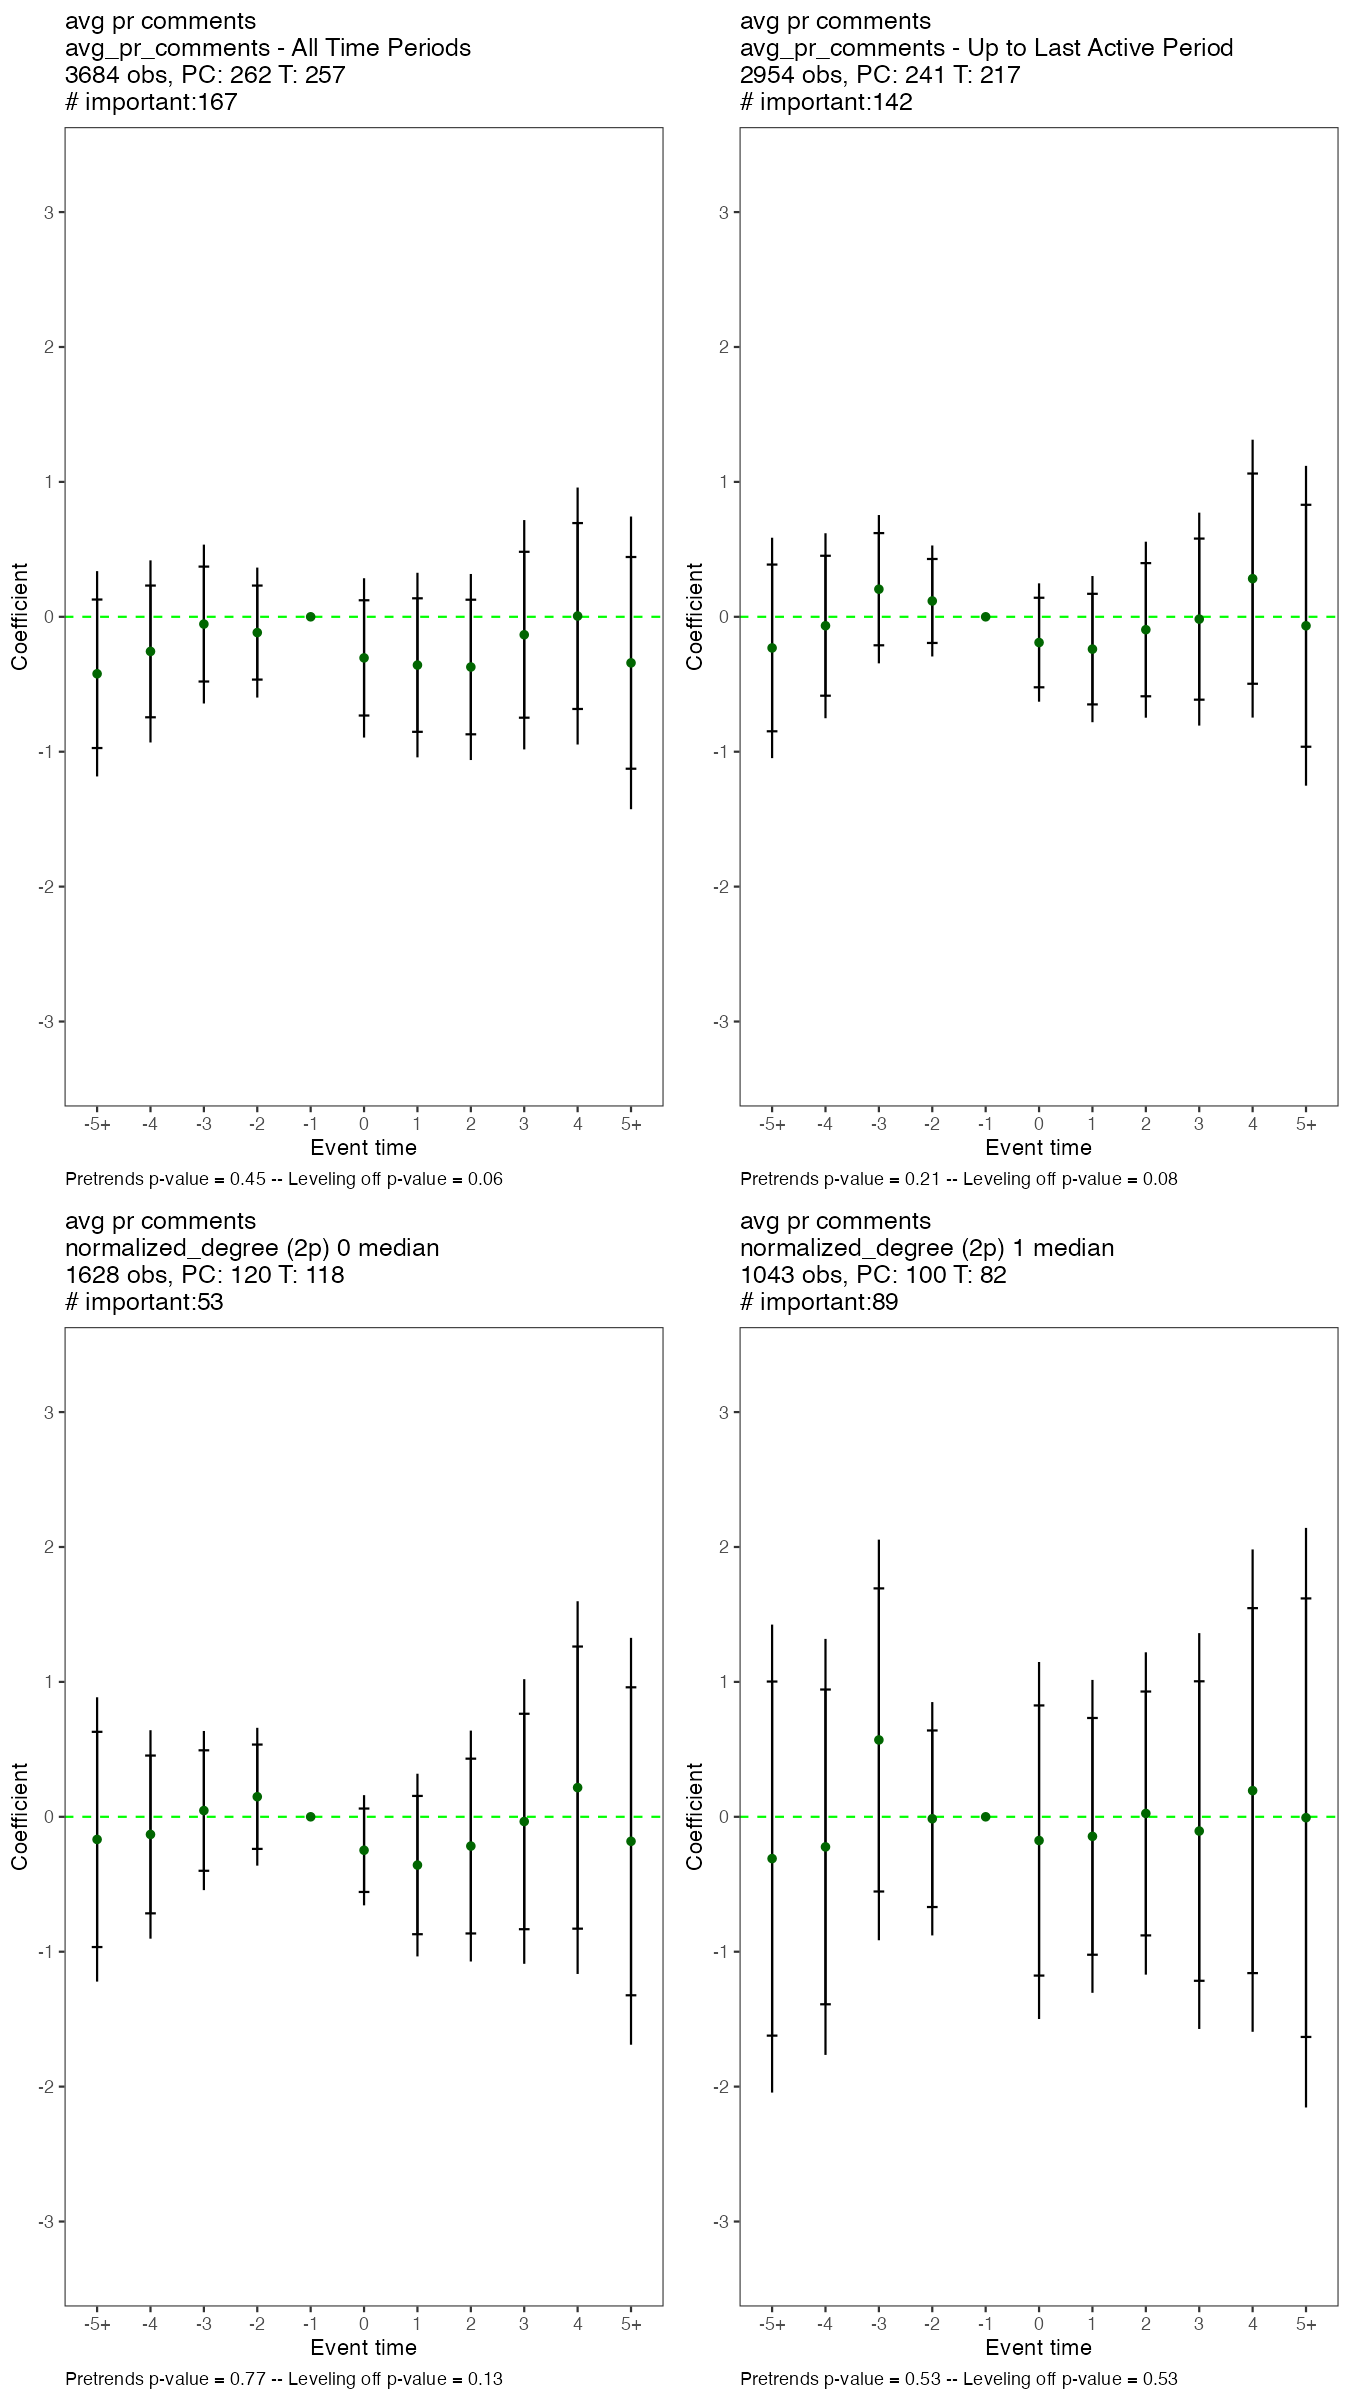 avg pr comments
avg_pr_comments - All Time Periods
3684 obs, PC: 262 T: 257
# important:167
3
2
1
0
-1
-2
-3
Coefficient
-5+ -4 -3 -2 -1 0 1 2 3 4 5+
Event time
Pretrends p-value = 0.45 -- Leveling off p-value = 0.06
avg pr comments
avg_pr_comments - Up to Last Active Period
2954 obs, PC: 241 T: 217
# important:142
3
2
1
0
-1
-2
-3
Coefficient
-5+ -4 -3 -2 -1 0 1 2 3 4 5+
Event time
Pretrends p-value = 0.21 -- Leveling off p-value = 0.08
avg pr comments
normalized_degree (2p) 0 median
1628 obs, PC: 120 T: 118
# important:53
3
2
1
0
-1
-2
-3
Coefficient
-5+ -4 -3 -2 -1 0 1 2 3 4 5+
Event time
Pretrends p-value = 0.77 -- Leveling off p-value = 0.13
avg pr comments
normalized_degree (2p) 1 median
1043 obs, PC: 100 T: 82
# important:89
3
2
1
0
-1
-2
-3
Coefficient
-5+ -4 -3 -2 -1 0 1 2 3 4 5+
Event time
Pretrends p-value = 0.53 -- Leveling off p-value = 0.53